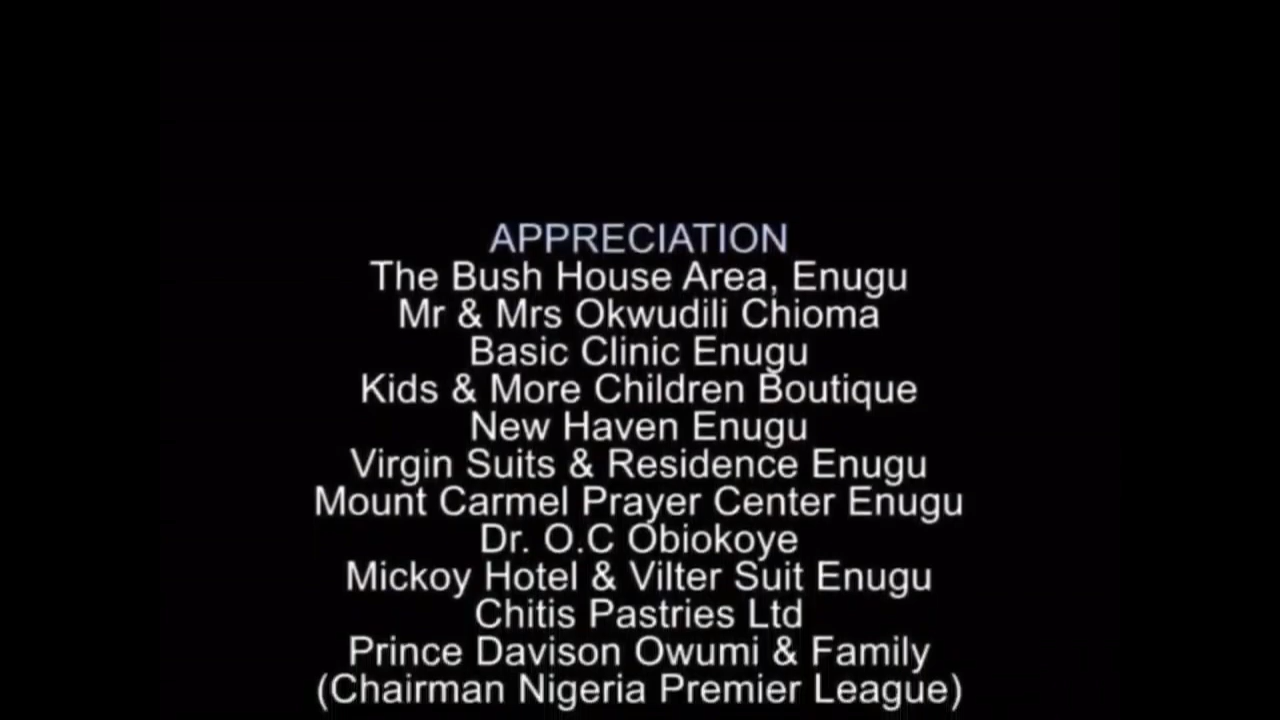 APPRECIATION
The Bush House Area, Enugu
Mr & Mrs Okwudili Chioma
Basic Clinic Enugu
Kids & More Children Boutique
New Haven Enugu
Virgin Suits & Residence Enugu
Mount Carmel Prayer Center Enugu
Dr. O.C Obiokoye
Mickoy Hotel & Vilter Suit Enugu
Chitis Pastries Ltd
Prince Davison Owumi & Family
(Chairman Nigeria Premier League)